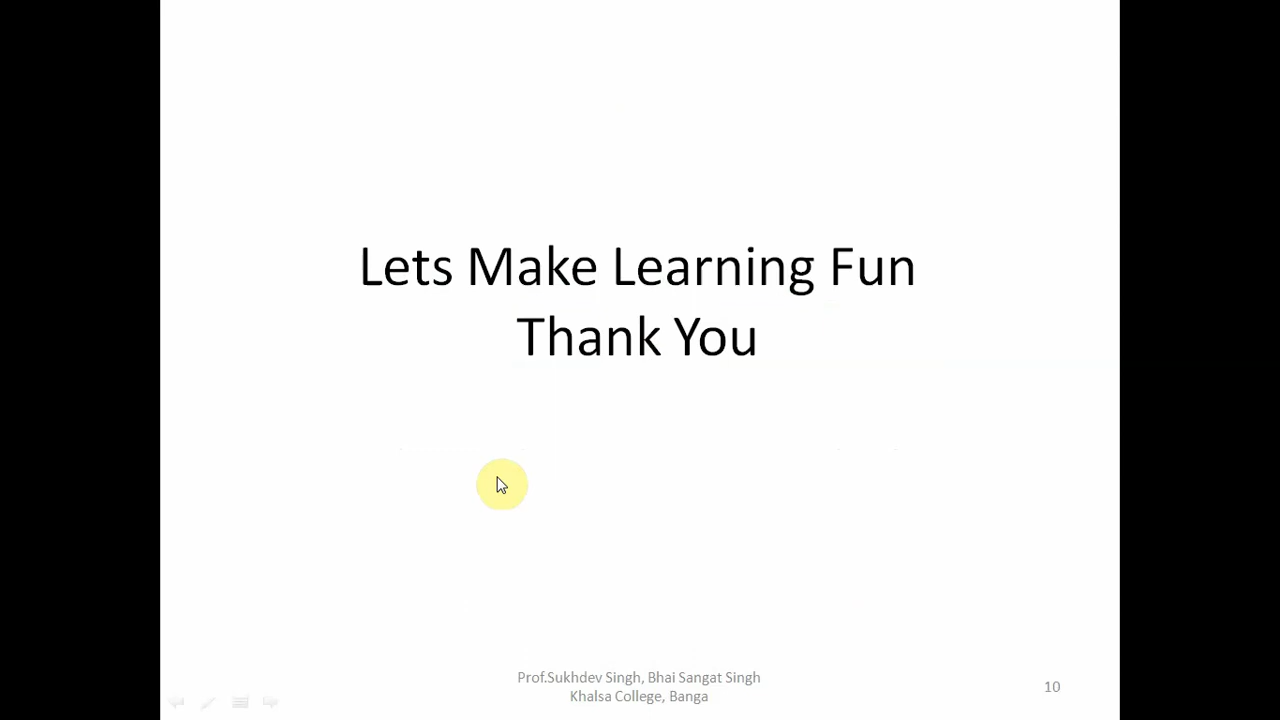 Lets Make Learning Fun
Thank You
Prof.Sukhdev Singh, Bhai Sangat Singh
Khalsa College, Banga
10